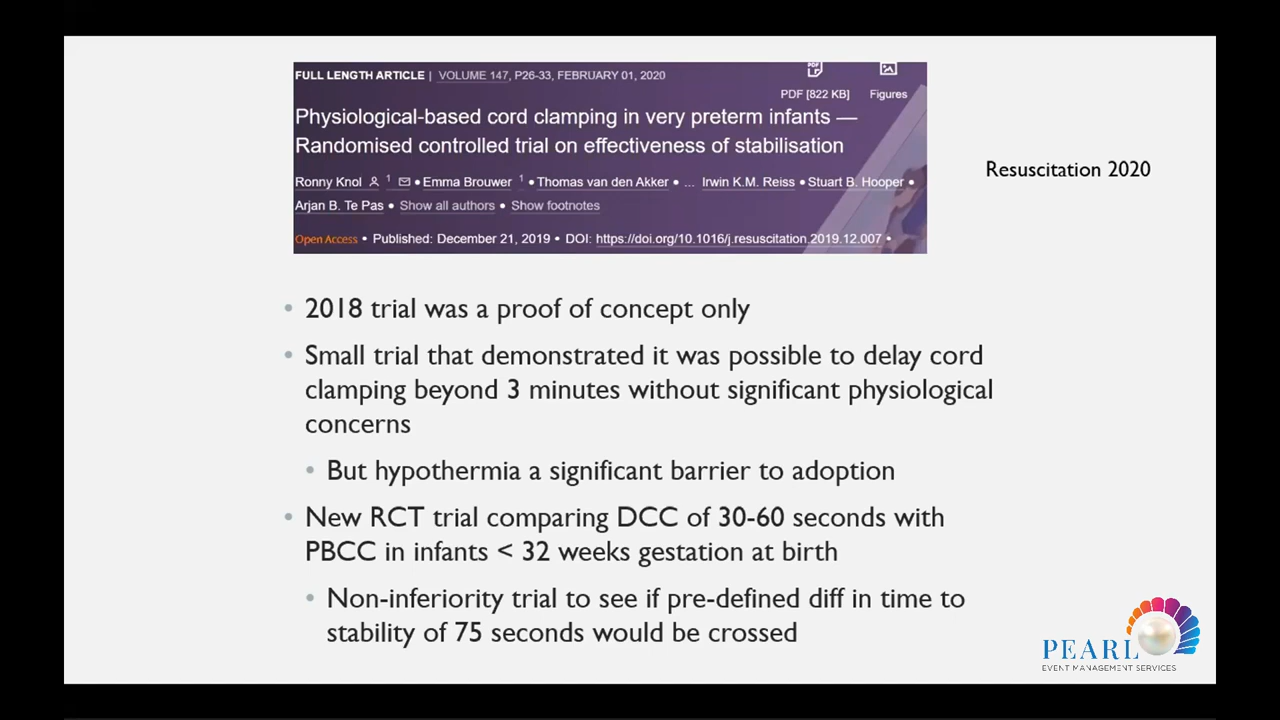 FULL LENGTH ARTICLE | VOLUME 147, P26-33, FEBRUARY 01, 2020
PDF [822 KB] Figures
Physiological-based cord clamping in very preterm infants —
Randomised controlled trial on effectiveness of stabilisation
Ronny Knol 1 • Emma Brouwer 1 • Thomas van den Akker • ... Irwin K.M. Reiss • Stuart B. Hooper •
Arjan B. Te Pas • Show all authors • Show footnotes
Open Access • Published: December 21, 2019 • DOI: https://doi.org/10.1016/j.resuscitation.2019.12.007 •
Resuscitation 2020
• 2018 trial was a proof of concept only
• Small trial that demonstrated it was possible to delay cord
clamping beyond 3 minutes without significant physiological
concerns
• But hypothermia a significant barrier to adoption
• New RCT trial comparing DCC of 30-60 seconds with
PBCC in infants < 32 weeks gestation at birth
• Non-inferiority trial to see if pre-defined diff in time to
stability of 75 seconds would be crossed
PEARL
EVENT MANAGEMENT SERVICES